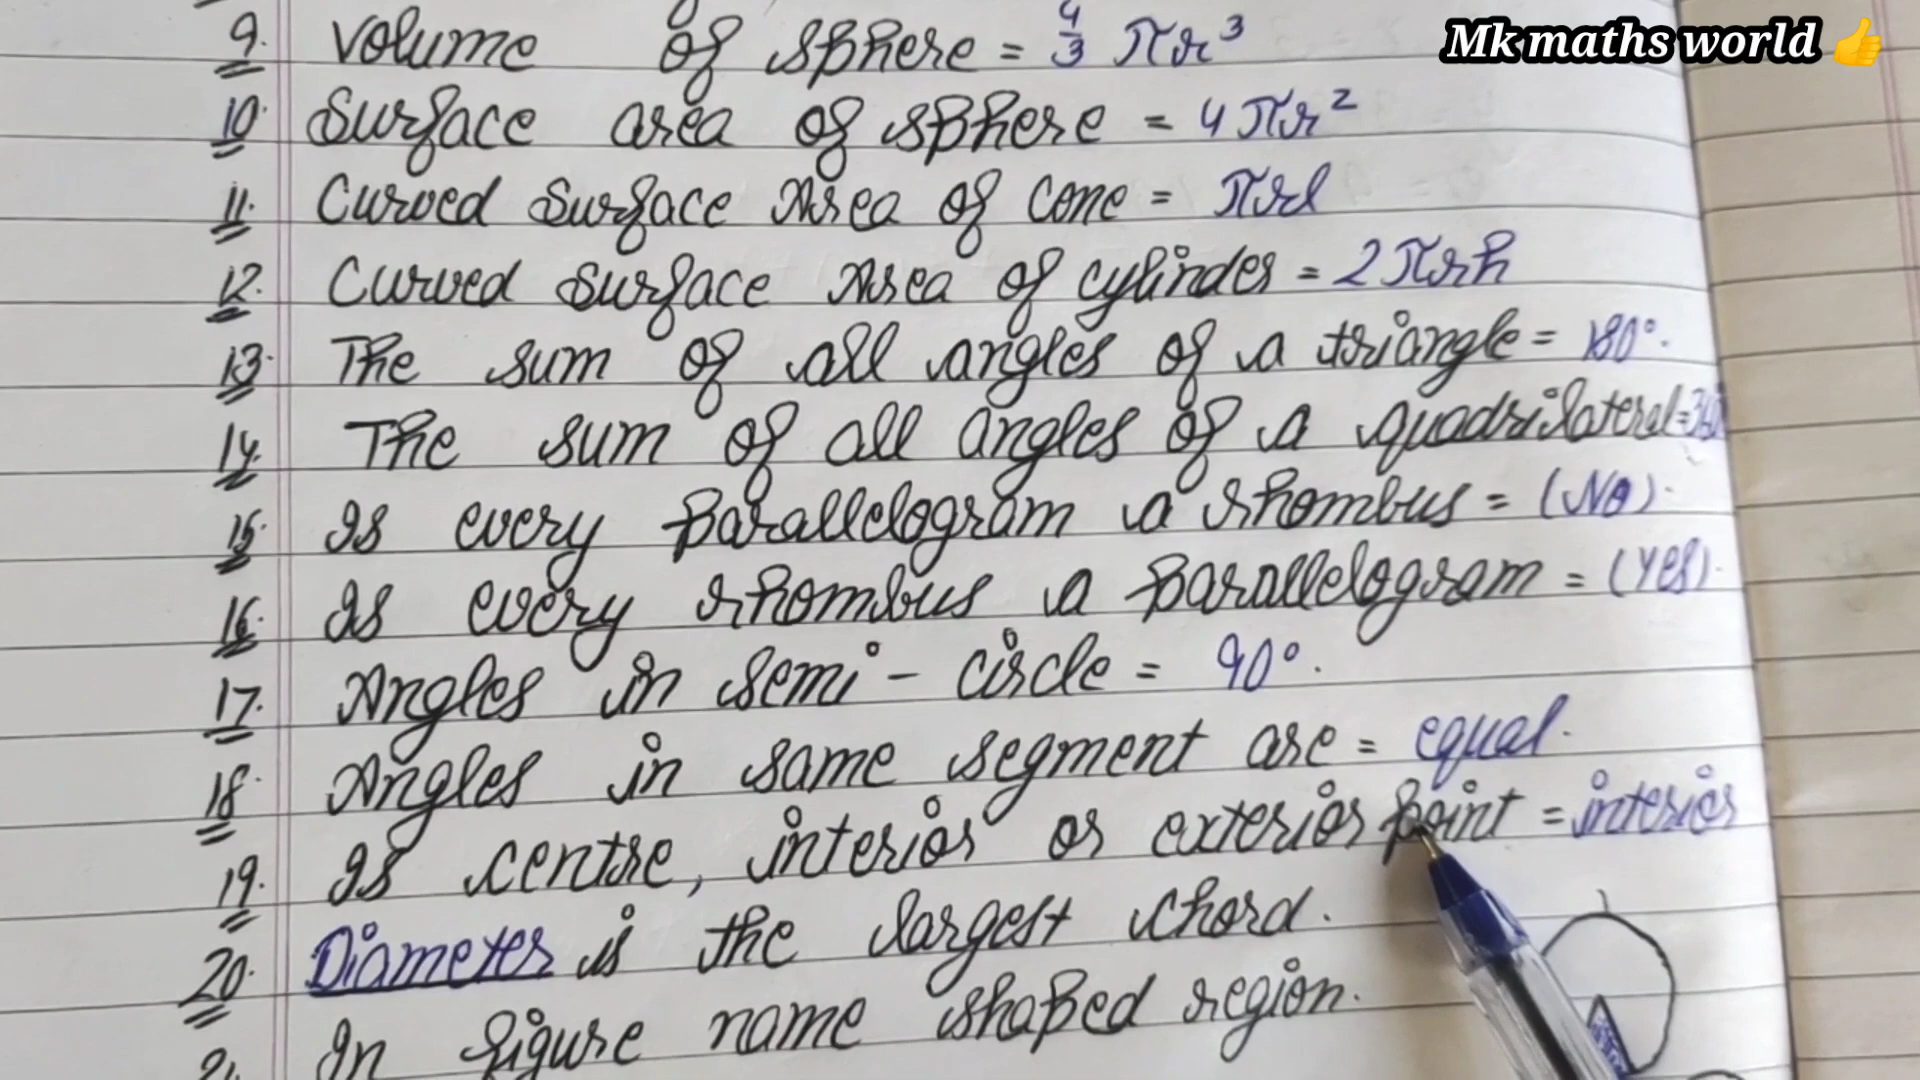 Mk maths world 👍
9. Volume of sphere = 4/3 πr³
10. Surface area of sphere = 4πr²
11. Curved Surface Area of cone = πrl
12. Curved Surface Area of cylinder = 2πrh
13. The sum of all angles of a triangle = 180°.
14. The sum of all angles of a quadrilateral = 360
15. Is every Parallelogram a rhombus = (No).
16. Is every rhombus a Parallelogram = (Yes).
17. Angles in semi - circle = 90°.
18. Angles in same segment are = equal.
19. Is centre, interior or exterior point = interior
20. Diameter is the largest chord.
21. In figure name shaped region.